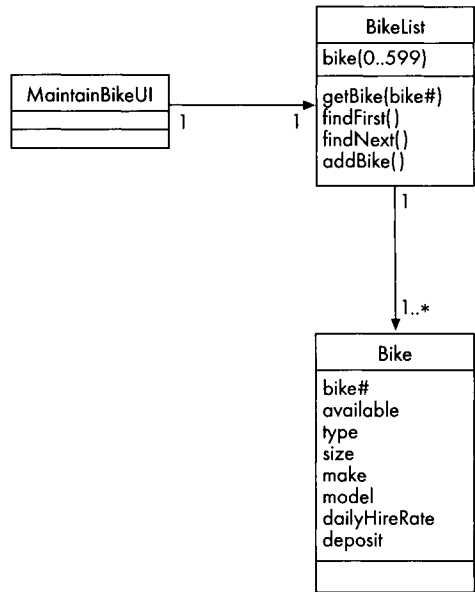 BikeList
bike(0..599)
getBike(bike#)
findFirst()
findNext()
addBike()
MaintainBikeUI
1
1
1
1..*
Bike
bike#
available
type
size
make
model
dailyHireRate
deposit